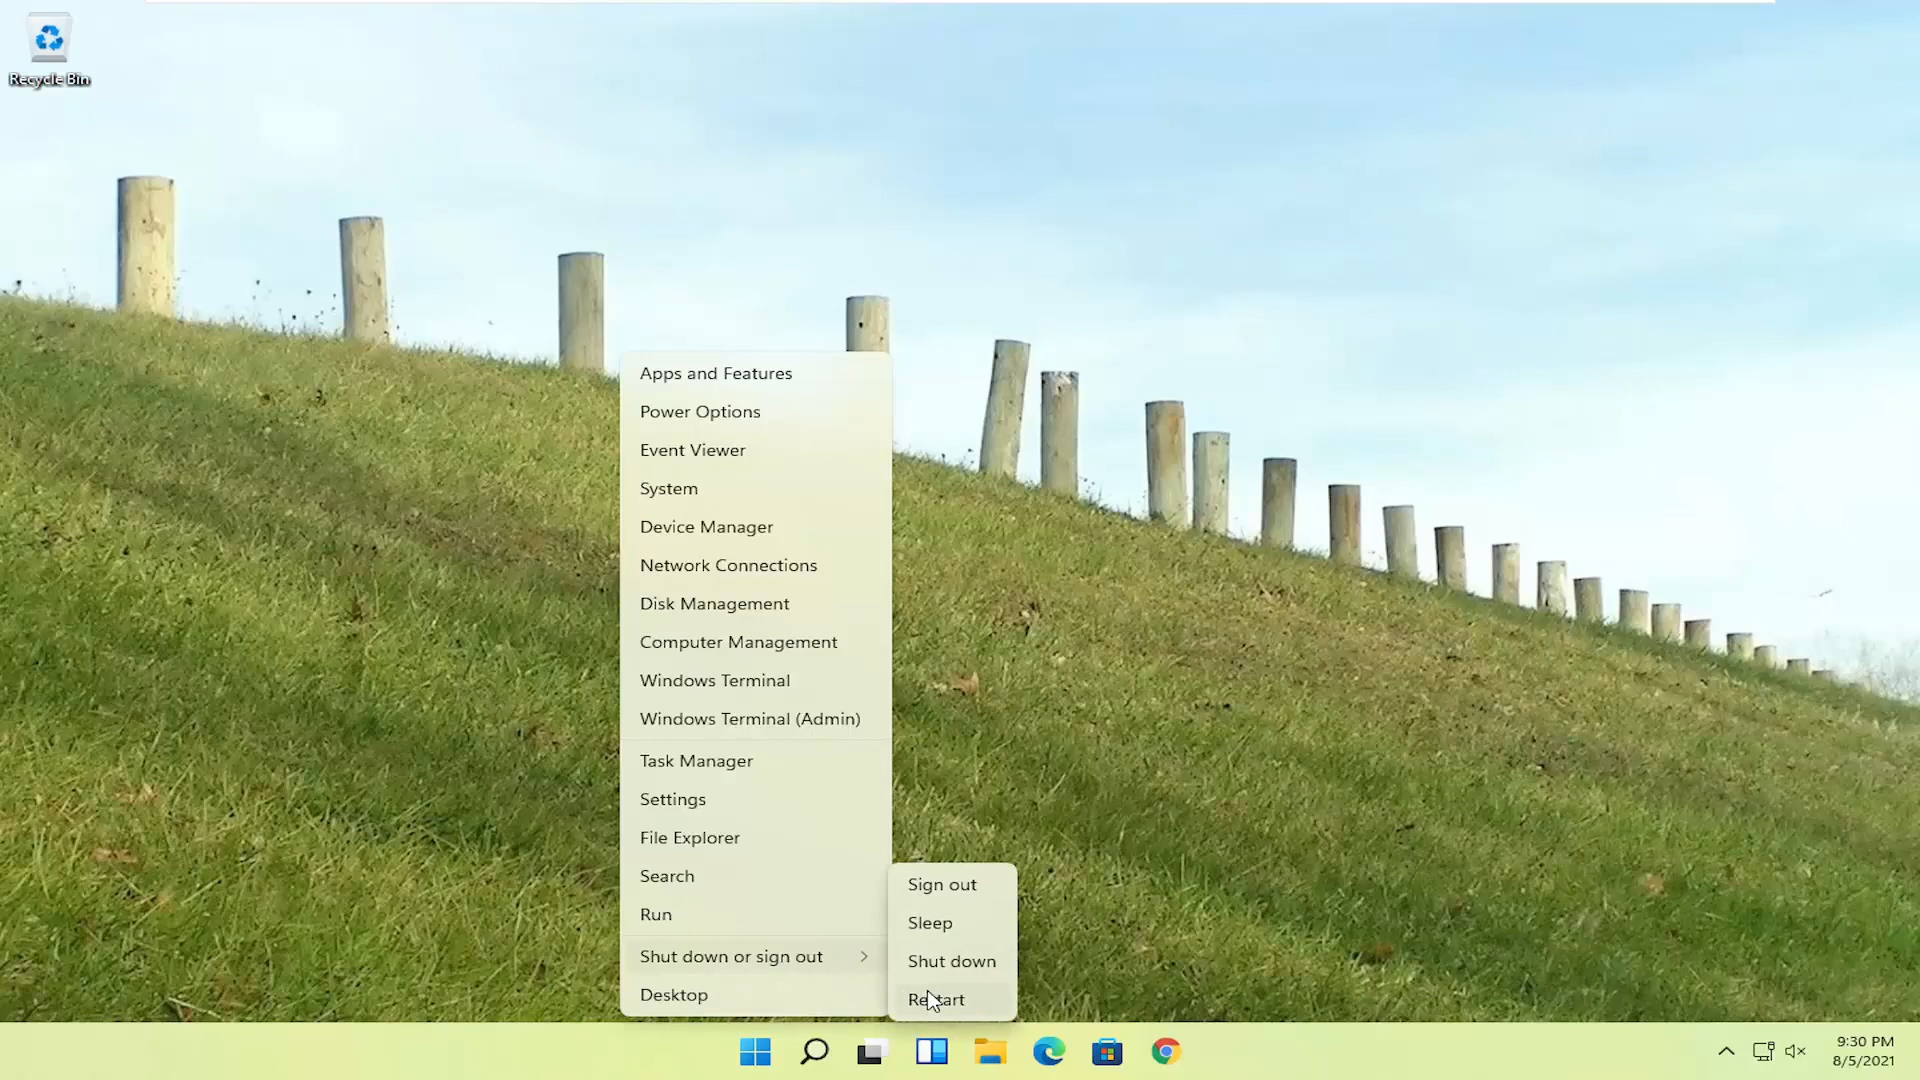 Recycle Bin
Apps and Features
Power Options
Event Viewer
System
Device Manager
Network Connections
Disk Management
Computer Management
Windows Terminal
Windows Terminal (Admin)
Task Manager
Settings
File Explorer
Search
Run
Shut down or sign out
Desktop
Sign out
Sleep
Shut down
Restart
9:30 PM
8/5/2021